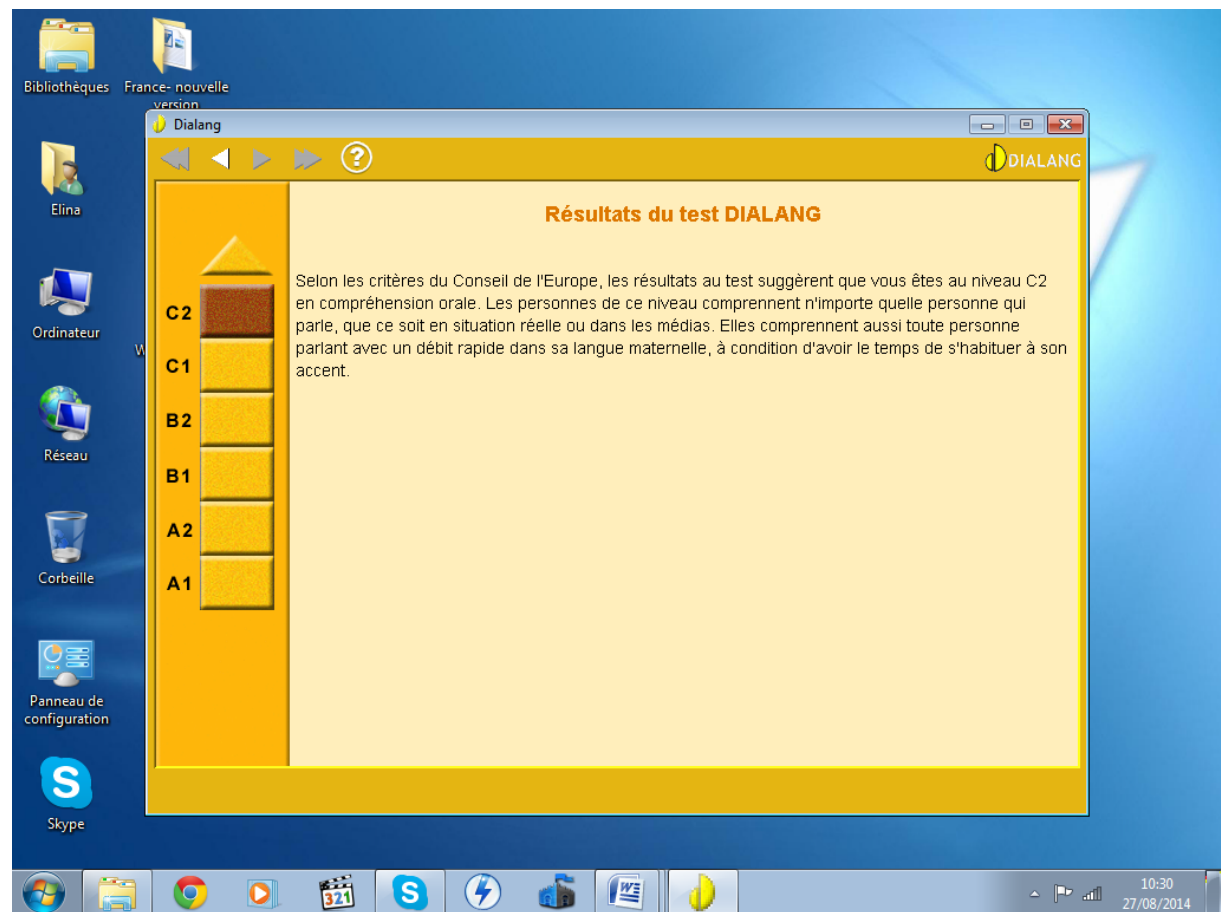 Bibliothèques
France- nouvelle
version
Dialang
?
DIALANG
Elina
Résultats du test DIALANG
Selon les critères du Conseil de l'Europe, les résultats au test suggèrent que vous êtes au niveau C2
en compréhension orale. Les personnes de ce niveau comprennent n'importe quelle personne qui
parle, que ce soit en situation réelle ou dans les médias. Elles comprennent aussi toute personne
parlant avec un débit rapide dans sa langue maternelle, à condition d'avoir le temps de s'habituer à son
accent.
C2
C1
B2
B1
A2
A1
Ordinateur
W
Réseau
Corbeille
Panneau de
configuration
S
Skype
321
S
W
10:30
27/08/2014